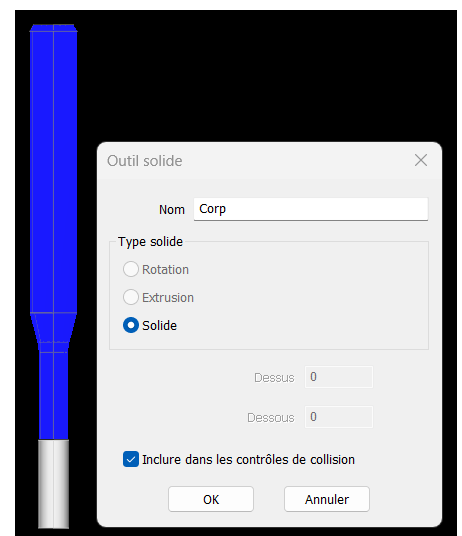 Outil solide
Nom Corp
Type solide
Rotation
Extrusion
Solide
Dessus 0
Dessous 0
Inclure dans les contrôles de collision
OK Annuler